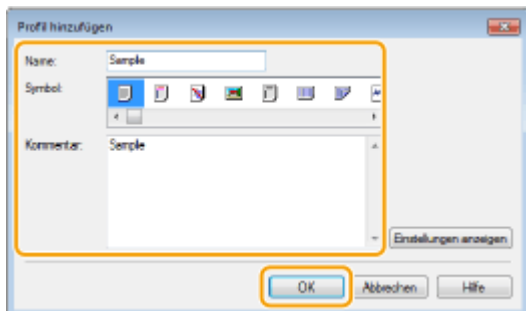 Profil hinzufügen
Name: Sample
Symbol:
Kommentar: Sample
Einstellungen anzeigen
OK Abbrechen Hilfe